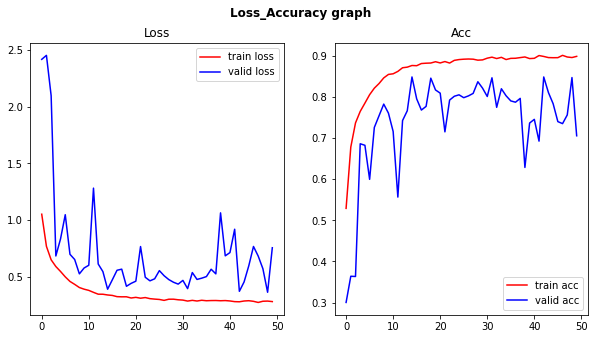 Loss_Accuracy graph
Loss
2.5
2.0
1.5
1.0
0.5
0 10 20 30 40 50
train loss
valid loss
Acc
0.9
0.8
0.7
0.6
0.5
0.4
0.3
0 10 20 30 40 50
train acc
valid acc